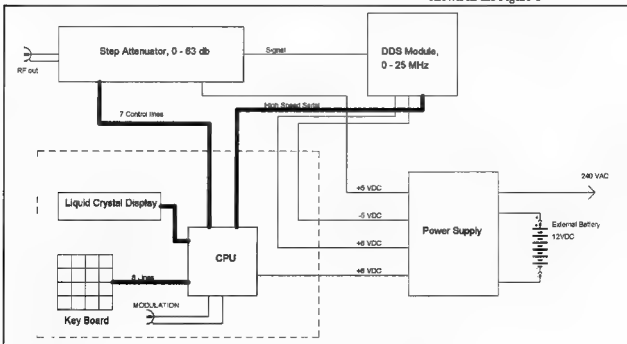 Step Attenuator, 0 - 63 db
Signal
DDS Module,
0 - 25 MHz
RF out
High Speed Serial
7 Control lines
240 VAC
Liquid Crystal Display
+5 VDC
-5 VDC
External Battery
12VDC
Power Supply
CPU
+5 VDC
8 Lines
+5 VDC
MODULATION
Key Board